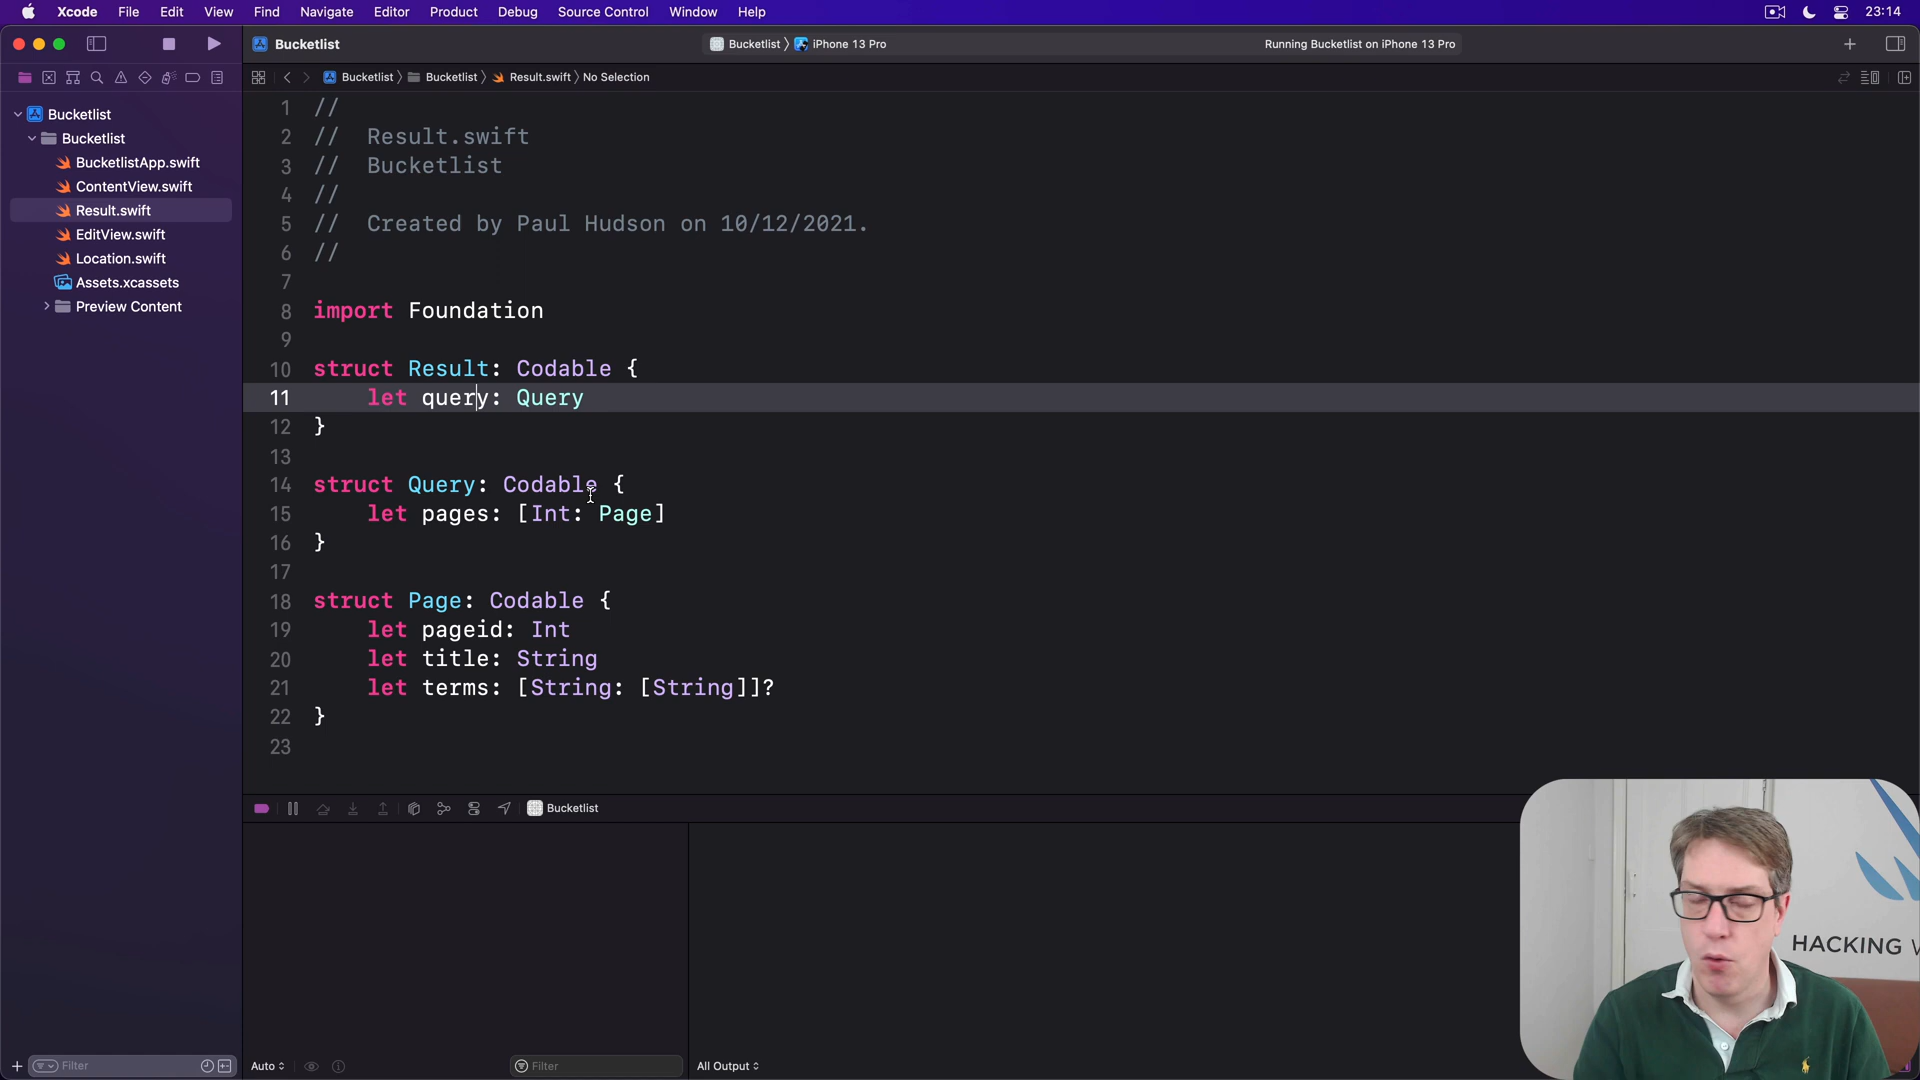 Xcode File Edit View Find Navigate Editor Product Debug Source Control Window Help 23:14
Bucketlist Bucketlist iPhone 13 Pro Running Bucketlist on iPhone 13 Pro
Bucketlist Bucketlist Result.swift No Selection
Bucketlist
Bucketlist
BucketlistApp.swift
ContentView.swift
Result.swift
EditView.swift
Location.swift
Assets.xcassets
Preview Content
1 //
2 // Result.swift
3 // Bucketlist
4 //
5 // Created by Paul Hudson on 10/12/2021.
6 //
7
8 import Foundation
9
10 struct Result: Codable {
11 let query: Query
12 }
13
14 struct Query: Codable {
15 let pages: [Int: Page]
16 }
17
18 struct Page: Codable {
19 let pageid: Int
20 let title: String
21 let terms: [String: [String]]?
22 }
23
Bucketlist
HACKING
Filter Auto Filter All Output